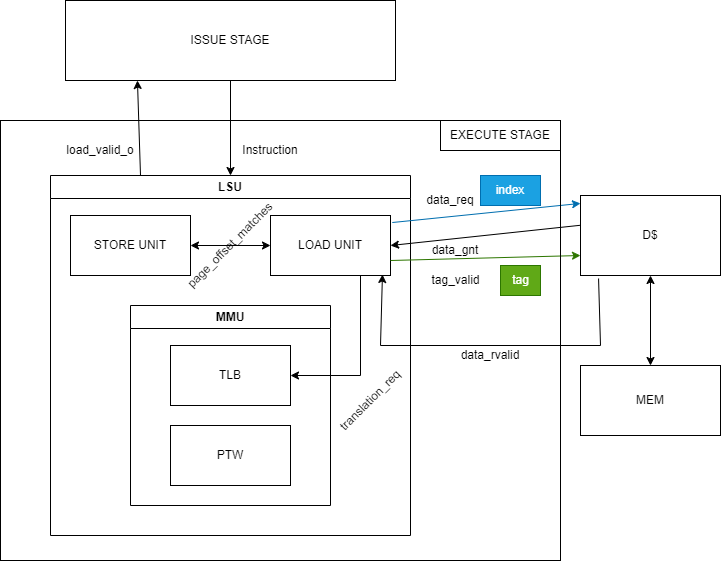 ISSUE STAGE
EXECUTE STAGE
load_valid_o
Instruction
LSU
data_req
index
STORE UNIT
page_offset_matches
LOAD UNIT
D$
data_gnt
tag_valid
tag
MMU
data_rvalid
TLB
translation_req
MEM
PTW